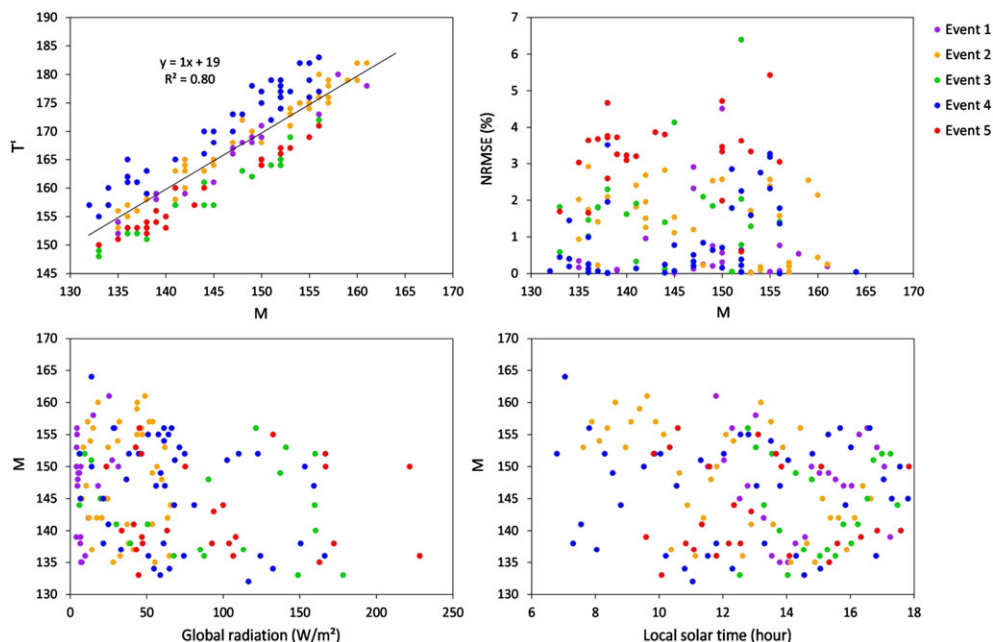 190
185
180
175
170
165
160
155
150
145
T'
y = 1x + 19
R² = 0.80
130 135 140 145 150 155 160 165 170
M
7
6
5
4
3
2
1
0
NRMSE (%)
130 135 140 145 150 155 160 165 170
M
Event 1
Event 2
Event 3
Event 4
Event 5
170
165
160
155
150
145
140
135
130
M
0 50 100 150 200 250
Global radiation (W/m²)
170
165
160
155
150
145
140
135
130
M
6 8 10 12 14 16 18
Local solar time (hour)